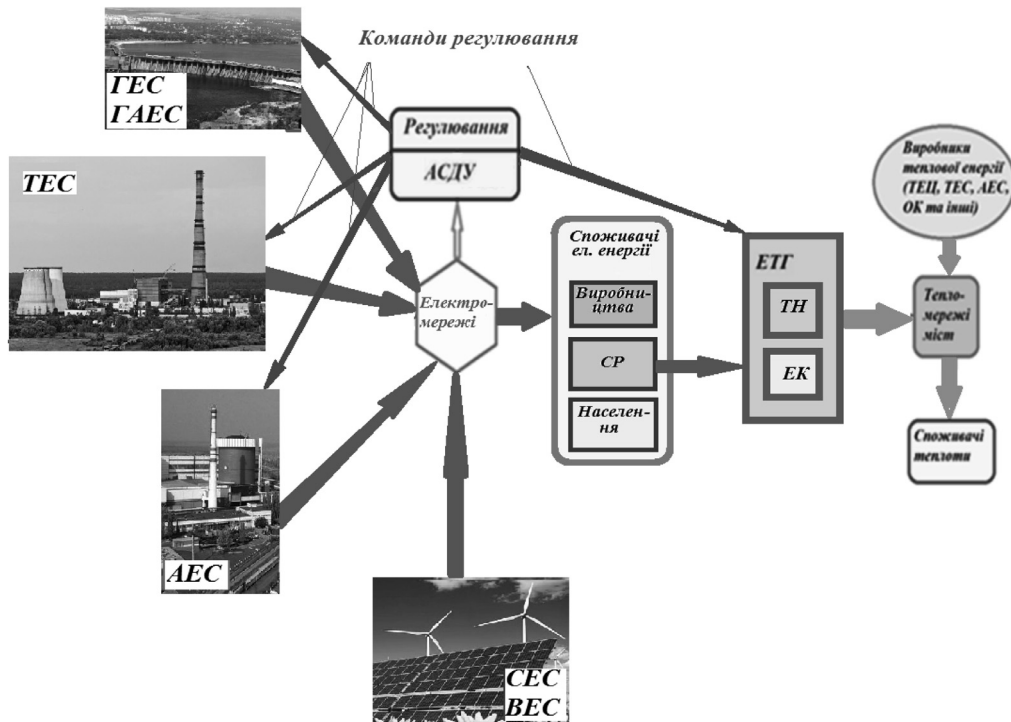 Команди регулювання
ГЕС
ГАЕС
Регулювання
АСДУ
ТЕС
Виробники
теплової енергії
(ТЕЦ, ТЕС, АЕС,
ОК та інші)
Споживачі
ел. енергії
Виробни-
цтва
СР
Населен-
ня
Електро-
мережі
ЕТГ
ТН
ЕК
Тепло-
мережі
міст
Споживачі
теплоти
АЕС
СЕС
ВЕС